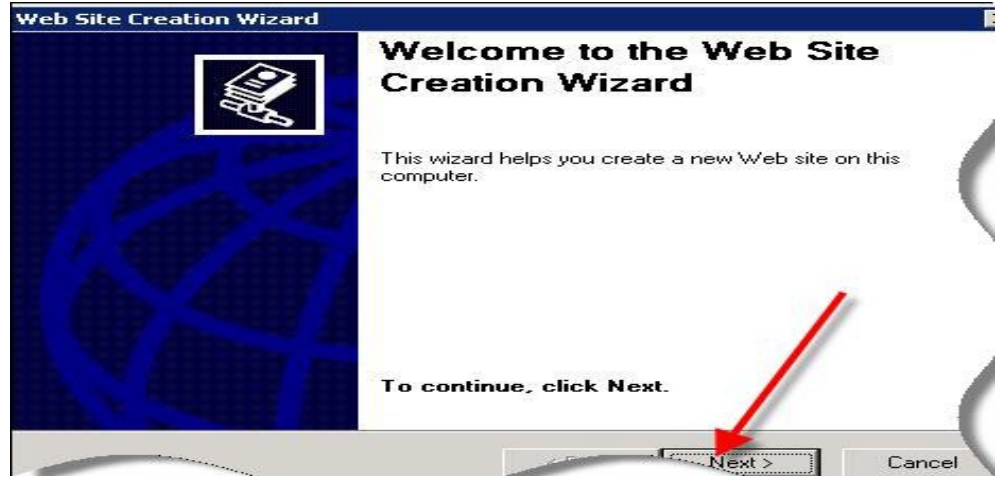 Web Site Creation Wizard
Welcome to the Web Site
Creation Wizard
This wizard helps you create a new Web site on this
computer.
To continue, click Next.
Next >
Cancel